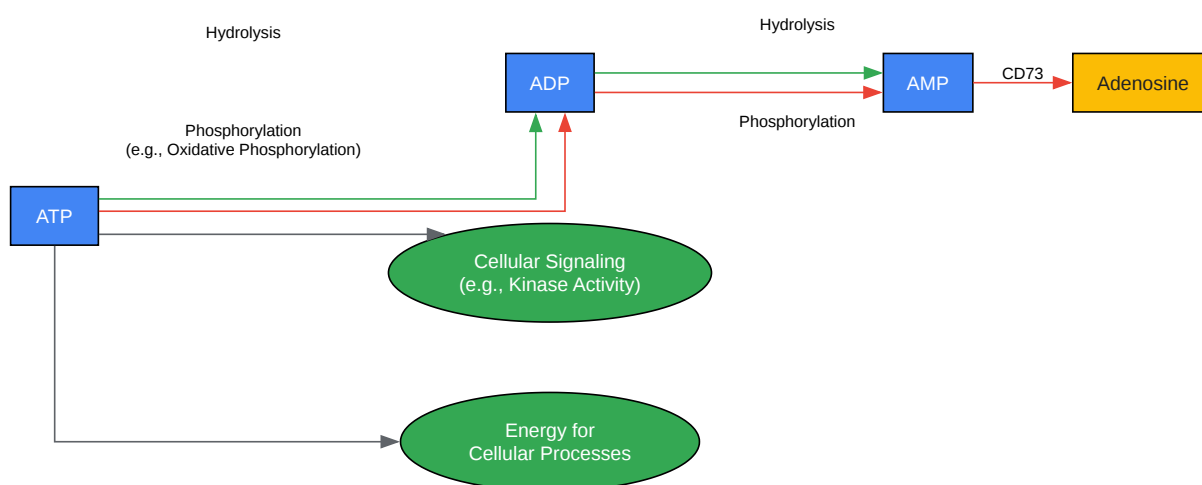 Hydrolysis
Hydrolysis
ADP
AMP
CD73
Adenosine
Phosphorylation
Phosphorylation
(e.g., Oxidative Phosphorylation)
ATP
Cellular Signaling
(e.g., Kinase Activity)
Energy for
Cellular Processes